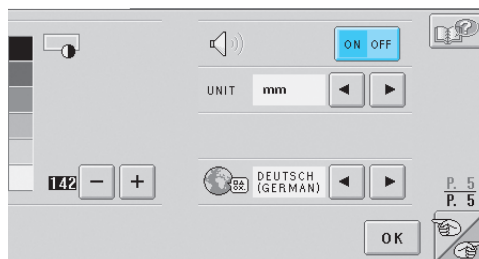 ON OFF
UNIT mm
142 − +
DEUTSCH
(GERMAN)
P. 5
P. 5
OK